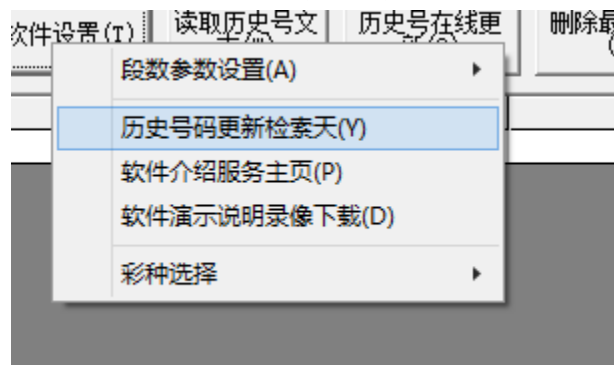 软件设置(T)
读取历史号文
历史号在线更
删除最
段数参数设置(A)
历史号码更新检索天(Y)
软件介绍服务主页(P)
软件演示说明录像下载(D)
彩种选择